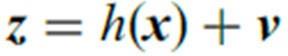 z = h(x) + v